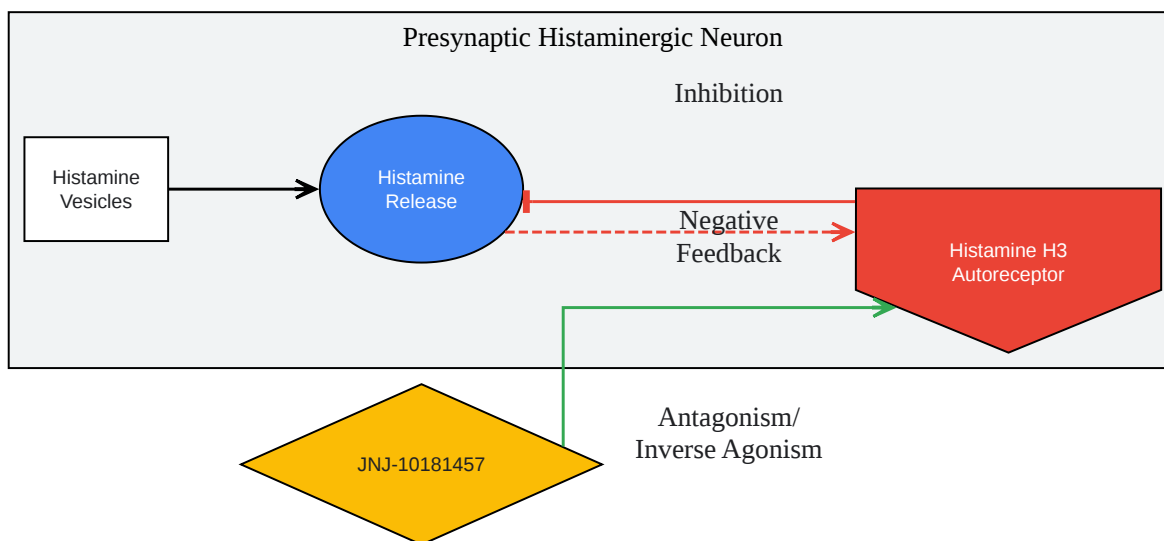 Presynaptic Histaminergic Neuron
Inhibition
Histamine
Vesicles
Histamine
Release
Negative
Feedback
Histamine H3
Autoreceptor
Antagonism/
Inverse Agonism
JNJ-10181457